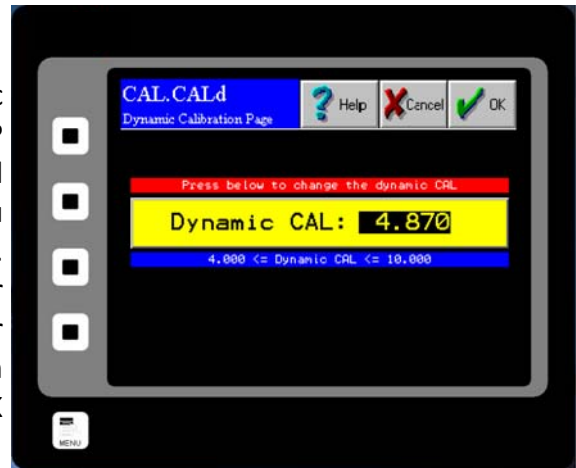 CAL.CALd
Dynamic Calibration Page
Help
Cancel
OK
Press below to change the dynamic CAL
Dynamic CAL: 4.870
4.000 <= Dynamic CAL <= 10.000
MENU